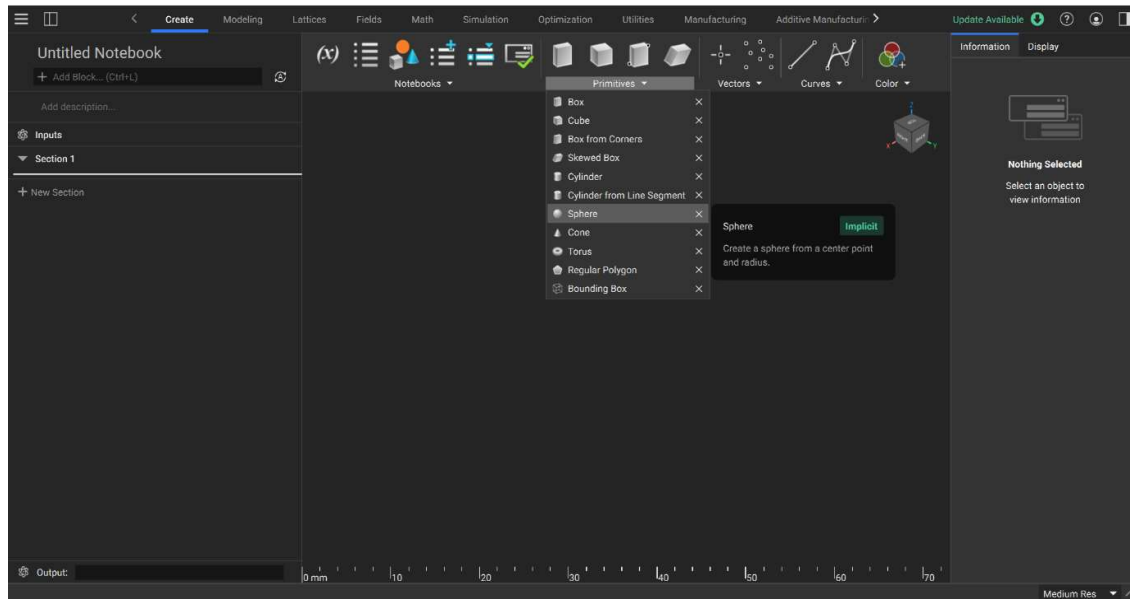 Create Modeling Lattices Fields Math Simulation Optimization Utilities Manufacturing Additive Manufacturin Update Available
Untitled Notebook
+ Add Block... (Ctrl+L)
Add description...
Inputs
Section 1
+ New Section
Output:
(x)
Notebooks Primitives Vectors Curves Color
Box
Cube
Box from Corners
Skewed Box
Cylinder
Cylinder from Line Segment
Sphere
Cone
Torus
Regular Polygon
Bounding Box
Sphere Implicit
Create a sphere from a center point
and radius.
Z
X Y
0 mm 10 20 30 40 50 60 70
Information Display
Nothing Selected
Select an object to
view information
Medium Res